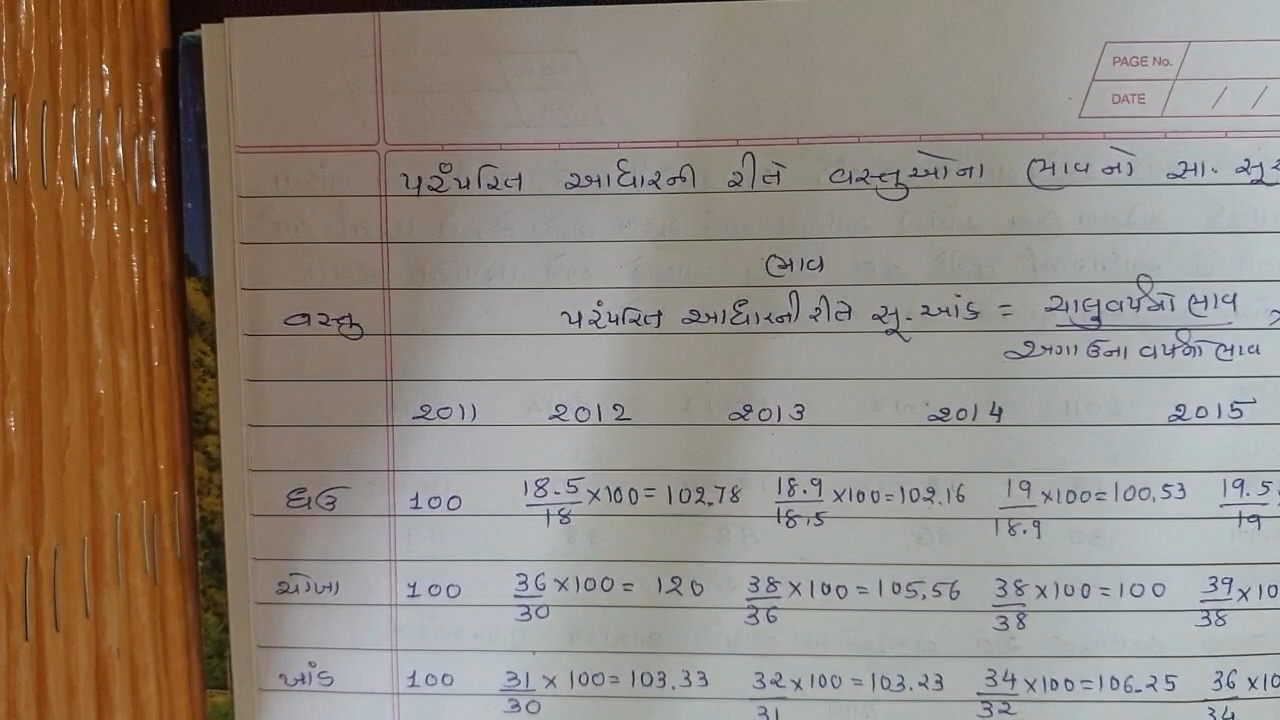 PAGE No.
DATE / /
પરંપરિત આધારની રીતે વસ્તુઓના ભાવનો સા. સૂ
ભાવ
વસ્તુ પરંપરિત આધારની રીતે સૂ.આંક = ચાલુવર્ષનો ભાવ
અગાઉના વર્ષનો ભાવ
2011 2012 2013 2014 2015
ઘઉં 100 18.5/18 ×100 = 102.78 18.9/18.5 ×100 = 102.16 19/18.9 ×100 = 100.53 19.5/19
ચોખા 100 36/30 ×100 = 120 38/36 ×100 = 105.56 38/38 ×100 = 100 39/38 ×10
ખાંડ 100 31/30 × 100 = 103.33 32/31 ×100 = 103.23 34/32 ×100 = 106.25 36/34 ×10